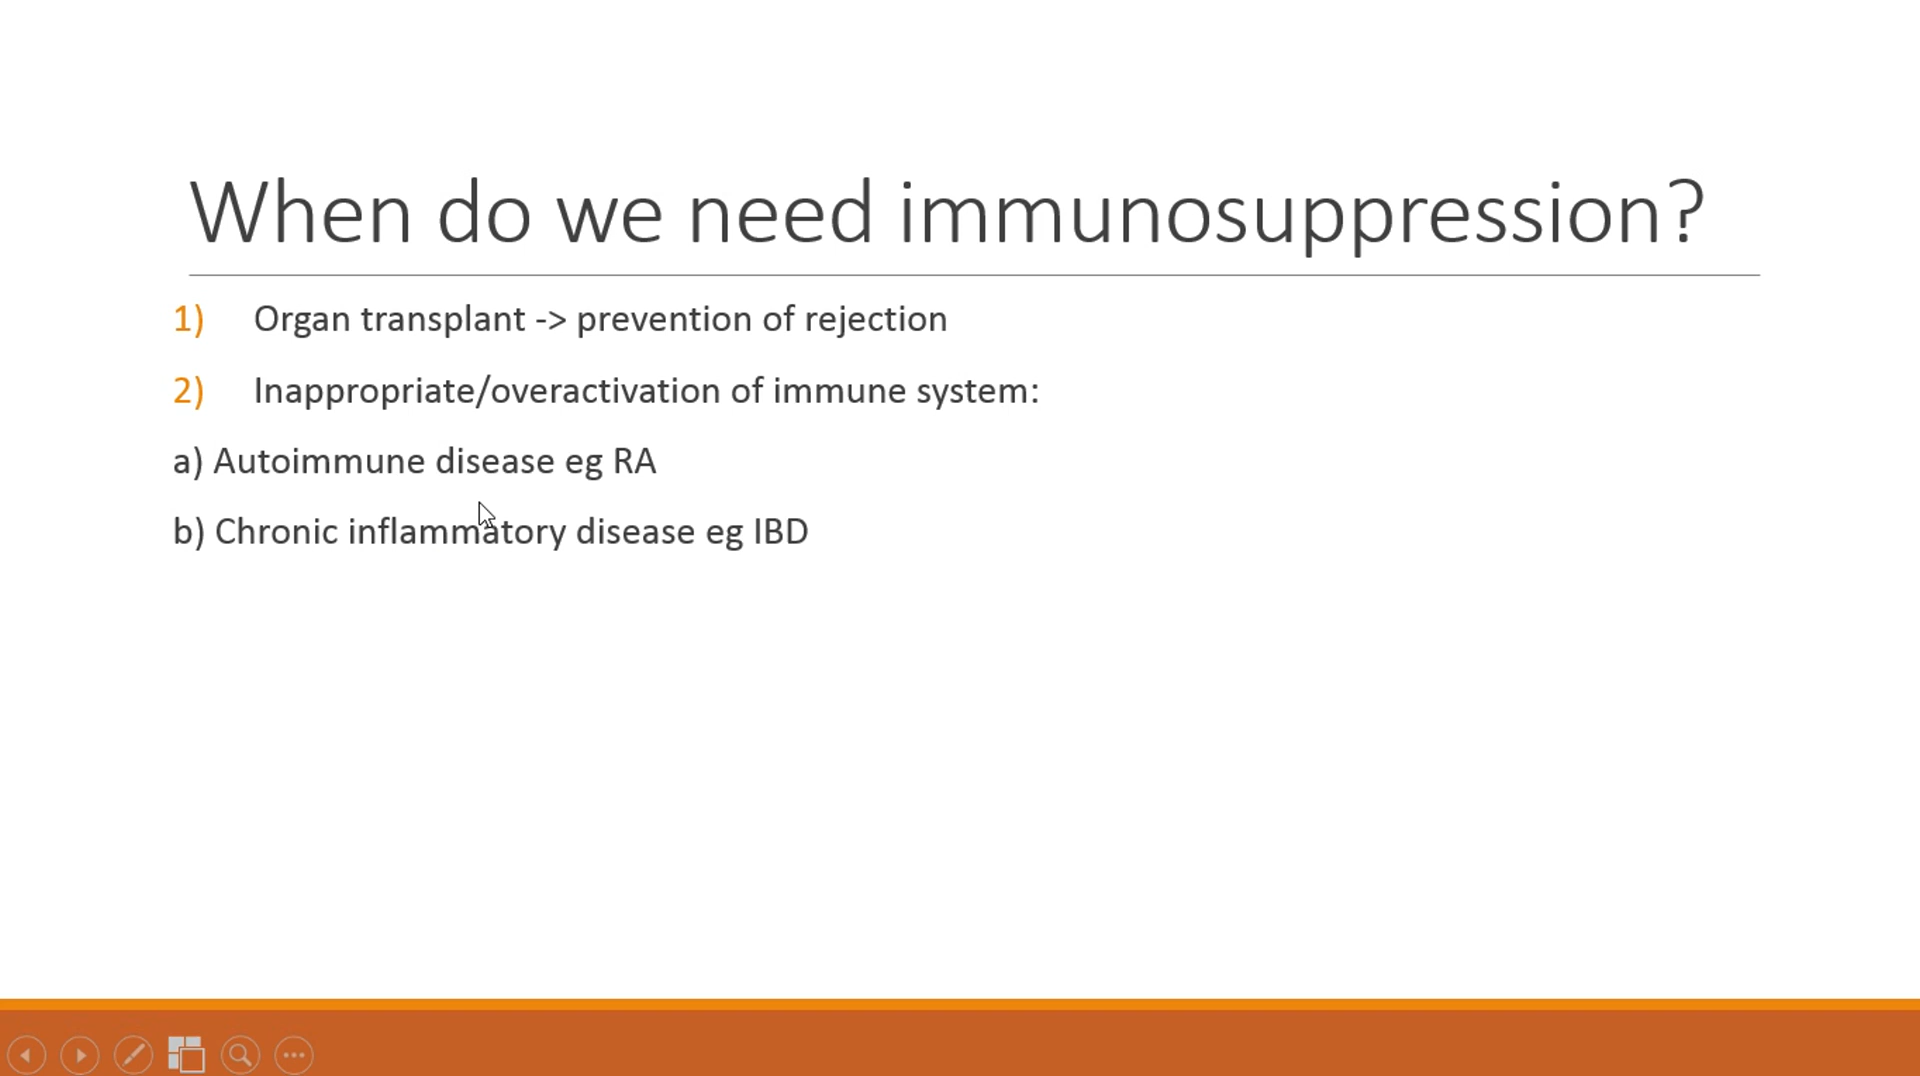 When do we need immunosuppression?
1) Organ transplant -> prevention of rejection
2) Inappropriate/overactivation of immune system:
a) Autoimmune disease eg RA
b) Chronic inflammatory disease eg IBD